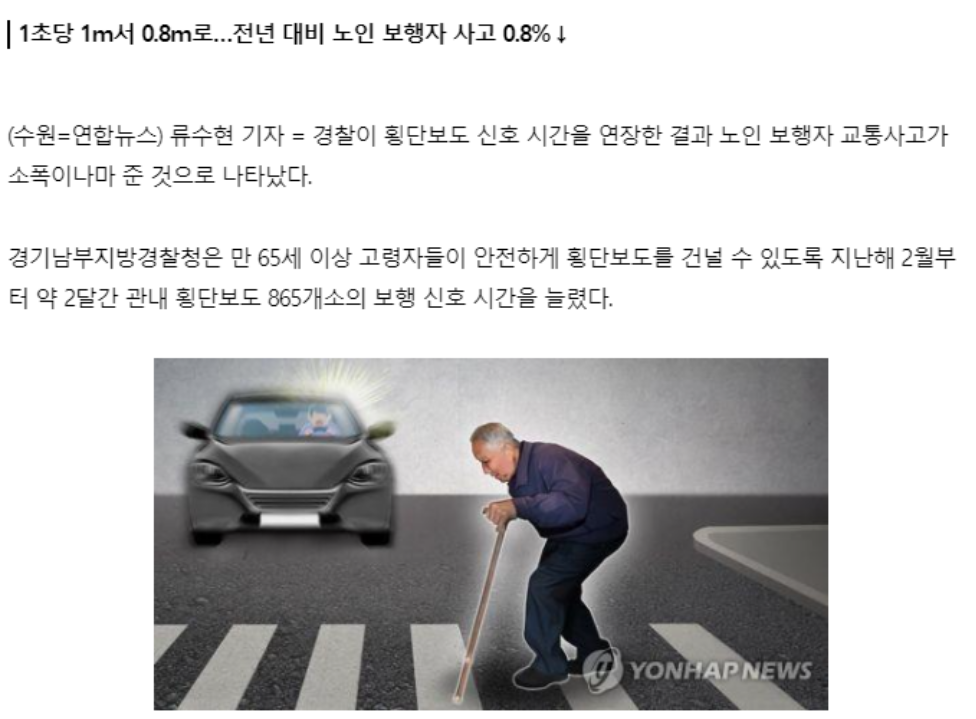 1초당 1m서 0.8m로...전년 대비 노인 보행자 사고 0.8%↓
(수원=연합뉴스) 류수현 기자 = 경찰이 횡단보도 신호 시간을 연장한 결과 노인 보행자 교통사고가
소폭이나마 준 것으로 나타났다.
경기남부지방경찰청은 만 65세 이상 고령자들이 안전하게 횡단보도를 건널 수 있도록 지난해 2월부
터 약 2달간 관내 횡단보도 865개소의 보행 신호 시간을 늘렸다.
YONHAP NEWS